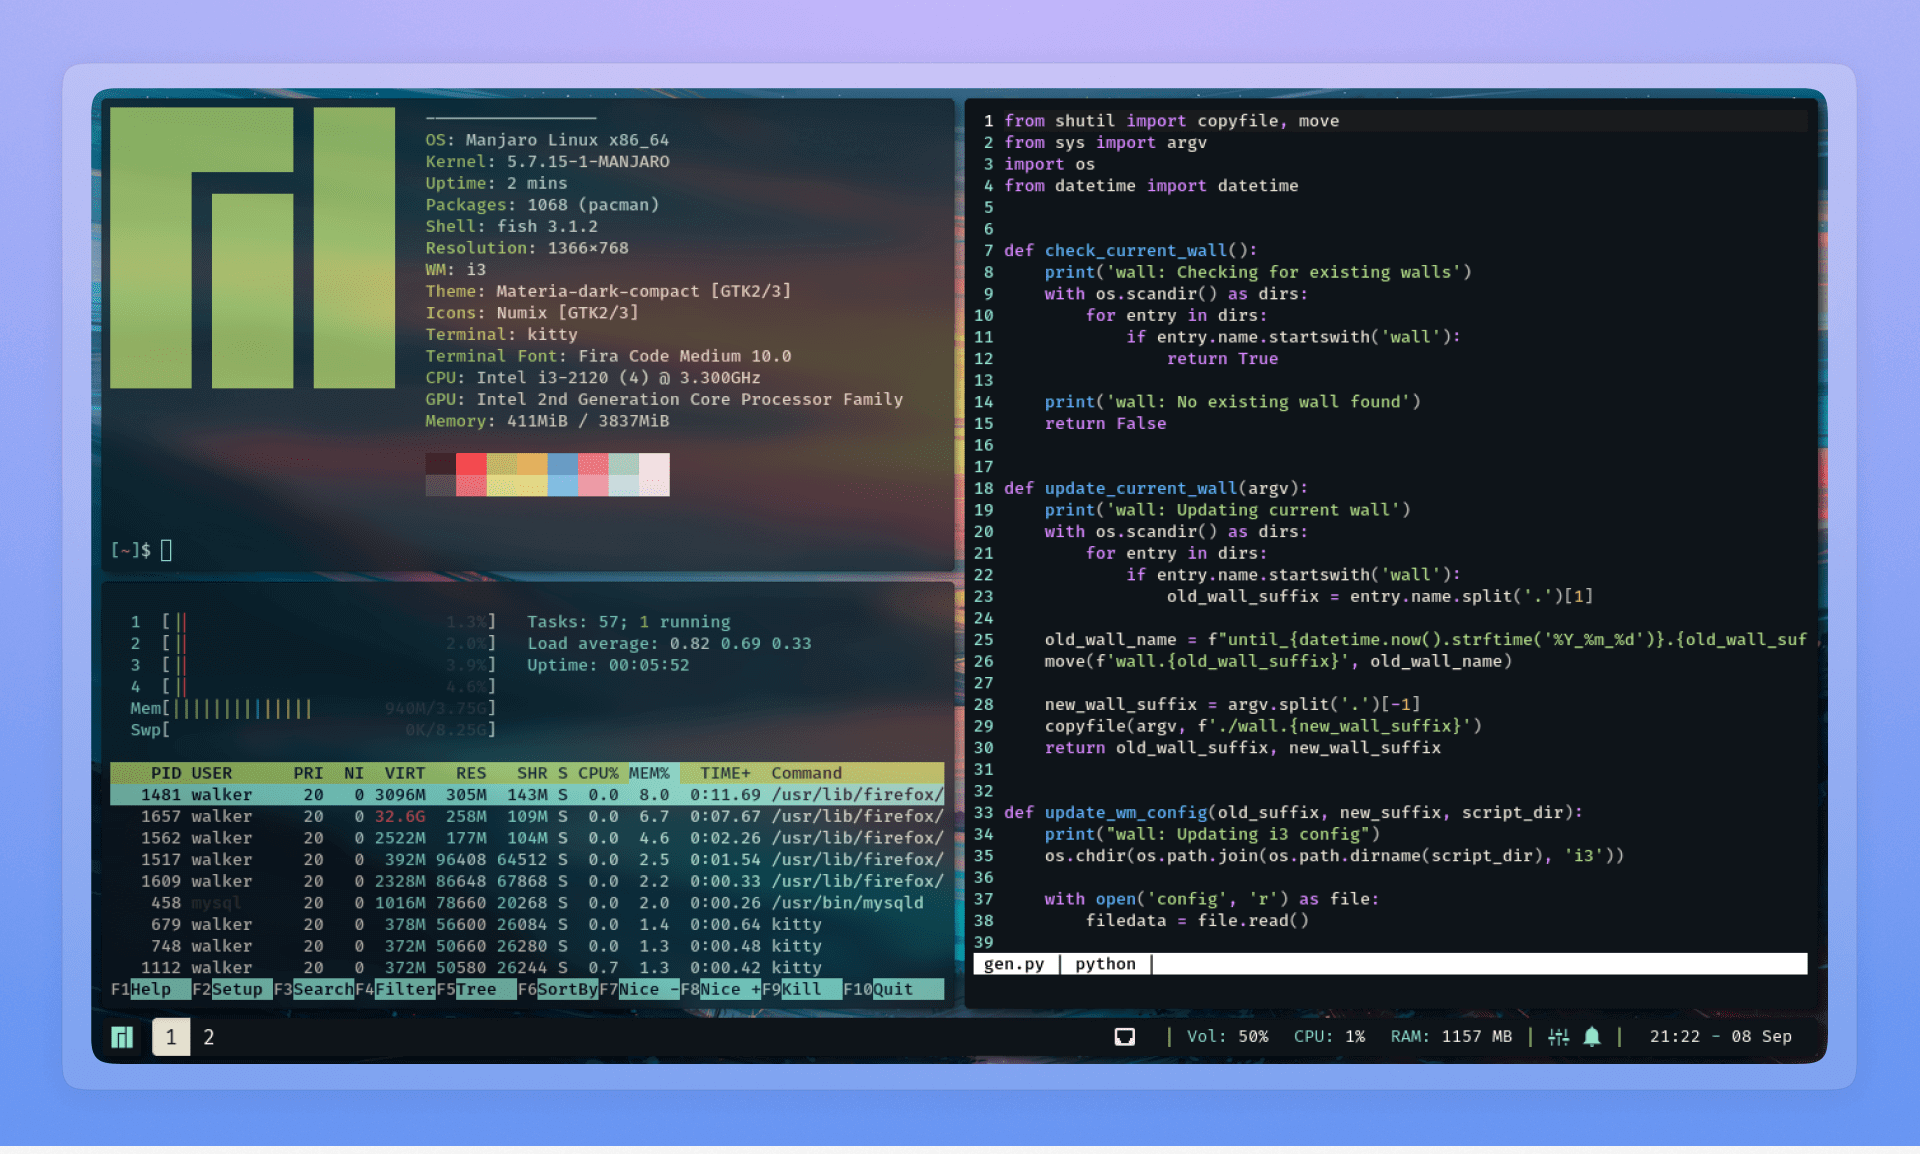 OS: Manjaro Linux x86_64
Kernel: 5.7.15-1-MANJARO
Uptime: 2 mins
Packages: 1068 (pacman)
Shell: fish 3.1.2
Resolution: 1366×768
WM: i3
Theme: Materia-dark-compact [GTK2/3]
Icons: Numix [GTK2/3]
Terminal: kitty
Terminal Font: Fira Code Medium 10.0
CPU: Intel i3-2120 (4) @ 3.300GHz
GPU: Intel 2nd Generation Core Processor Family
Memory: 411MiB / 3837MiB
[~]$
1 [|| 1.3%] Tasks: 57; 1 running
2 [|| 2.0%] Load average: 0.82 0.69 0.33
3 [|| 3.9%] Uptime: 00:05:52
4 [|| 4.6%]
Mem[|||||||||||||| 940M/3.75G]
Swp[ 0K/8.25G]
PID USER PRI NI VIRT RES SHR S CPU% MEM% TIME+ Command
1481 walker 20 0 3096M 305M 143M S 0.0 8.0 0:11.69 /usr/lib/firefox/
1657 walker 20 0 32.6G 258M 109M S 0.0 6.7 0:07.67 /usr/lib/firefox/
1562 walker 20 0 2522M 177M 104M S 0.0 4.6 0:02.26 /usr/lib/firefox/
1517 walker 20 0 392M 96408 64512 S 0.0 2.5 0:01.54 /usr/lib/firefox/
1609 walker 20 0 2328M 86648 67868 S 0.0 2.2 0:00.33 /usr/lib/firefox/
458 mysql 20 0 1016M 78660 20268 S 0.0 2.0 0:00.26 /usr/bin/mysqld
679 walker 20 0 378M 56600 26084 S 0.0 1.4 0:00.64 kitty
748 walker 20 0 372M 50660 26280 S 0.0 1.3 0:00.48 kitty
1112 walker 20 0 372M 50580 26244 S 0.7 1.3 0:00.42 kitty
F1Help F2Setup F3SearchF4FilterF5Tree F6SortByF7Nice -F8Nice +F9Kill F10Quit
1 from shutil import copyfile, move
2 from sys import argv
3 import os
4 from datetime import datetime
5
6
7 def check_current_wall():
8     print('wall: Checking for existing walls')
9     with os.scandir() as dirs:
10         for entry in dirs:
11             if entry.name.startswith('wall'):
12                 return True
13
14     print('wall: No existing wall found')
15     return False
16
17
18 def update_current_wall(argv):
19     print('wall: Updating current wall')
20     with os.scandir() as dirs:
21         for entry in dirs:
22             if entry.name.startswith('wall'):
23                 old_wall_suffix = entry.name.split('.')[1]
24
25     old_wall_name = f"until_{datetime.now().strftime('%Y_%m_%d')}.{old_wall_suf
26     move(f'wall.{old_wall_suffix}', old_wall_name)
27
28     new_wall_suffix = argv.split('.')[-1]
29     copyfile(argv, f'./wall.{new_wall_suffix}')
30     return old_wall_suffix, new_wall_suffix
31
32
33 def update_wm_config(old_suffix, new_suffix, script_dir):
34     print("wall: Updating i3 config")
35     os.chdir(os.path.join(os.path.dirname(script_dir), 'i3'))
36
37     with open('config', 'r') as file:
38         filedata = file.read()
39
gen.py | python |
1 2 | Vol: 50% CPU: 1% RAM: 1157 MB | | 21:22 - 08 Sep